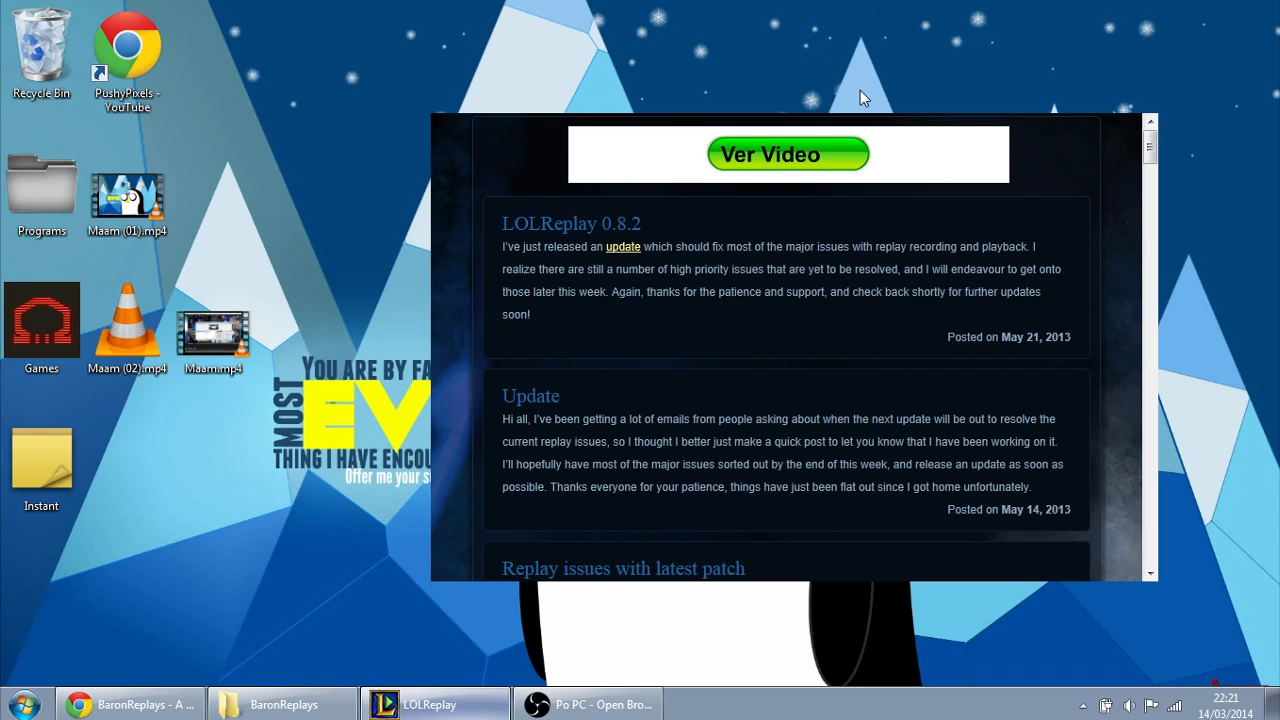 Recycle Bin
PushyPixels -
YouTube
Programs
Maam (01).mp4
Games
Maam (02).mp4
Maam.mp4
Instant
YOU ARE BY FA
MOST
EV
THING I HAVE ENCOU
Offer me your s
Ver Video
LOLReplay 0.8.2
I've just released an update which should fix most of the major issues with replay recording and playback. I
realize there are still a number of high priority issues that are yet to be resolved, and I will endeavour to get onto
those later this week. Again, thanks for the patience and support, and check back shortly for further updates
soon!
Posted on May 21, 2013
Update
Hi all, I've been getting a lot of emails from people asking about when the next update will be out to resolve the
current replay issues, so I thought I better just make a quick post to let you know that I have been working on it.
I'll hopefully have most of the major issues sorted out by the end of this week, and release an update as soon as
possible. Thanks everyone for your patience, things have just been flat out since I got home unfortunately.
Posted on May 14, 2013
Replay issues with latest patch
BaronReplays - A ...
BaronReplays
LOLReplay
Po PC - Open Bro...
22:21
14/03/2014